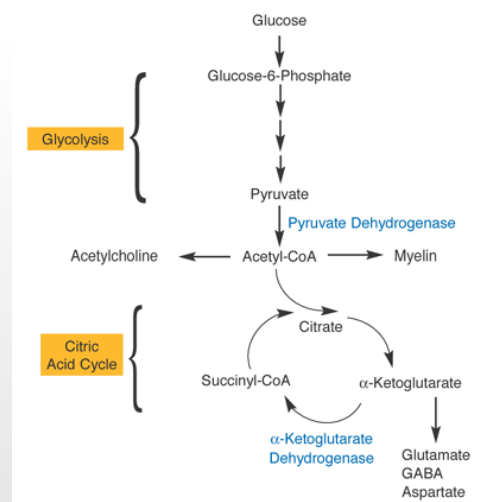 Glucose
Glucose-6-Phosphate
Glycolysis
Pyruvate
Pyruvate Dehydrogenase
Acetylcholine
Acetyl-CoA
Myelin
Citrate
Citric
Acid Cycle
Succinyl-CoA
α-Ketoglutarate
α-Ketoglutarate
Dehydrogenase
Glutamate
GABA
Aspartate